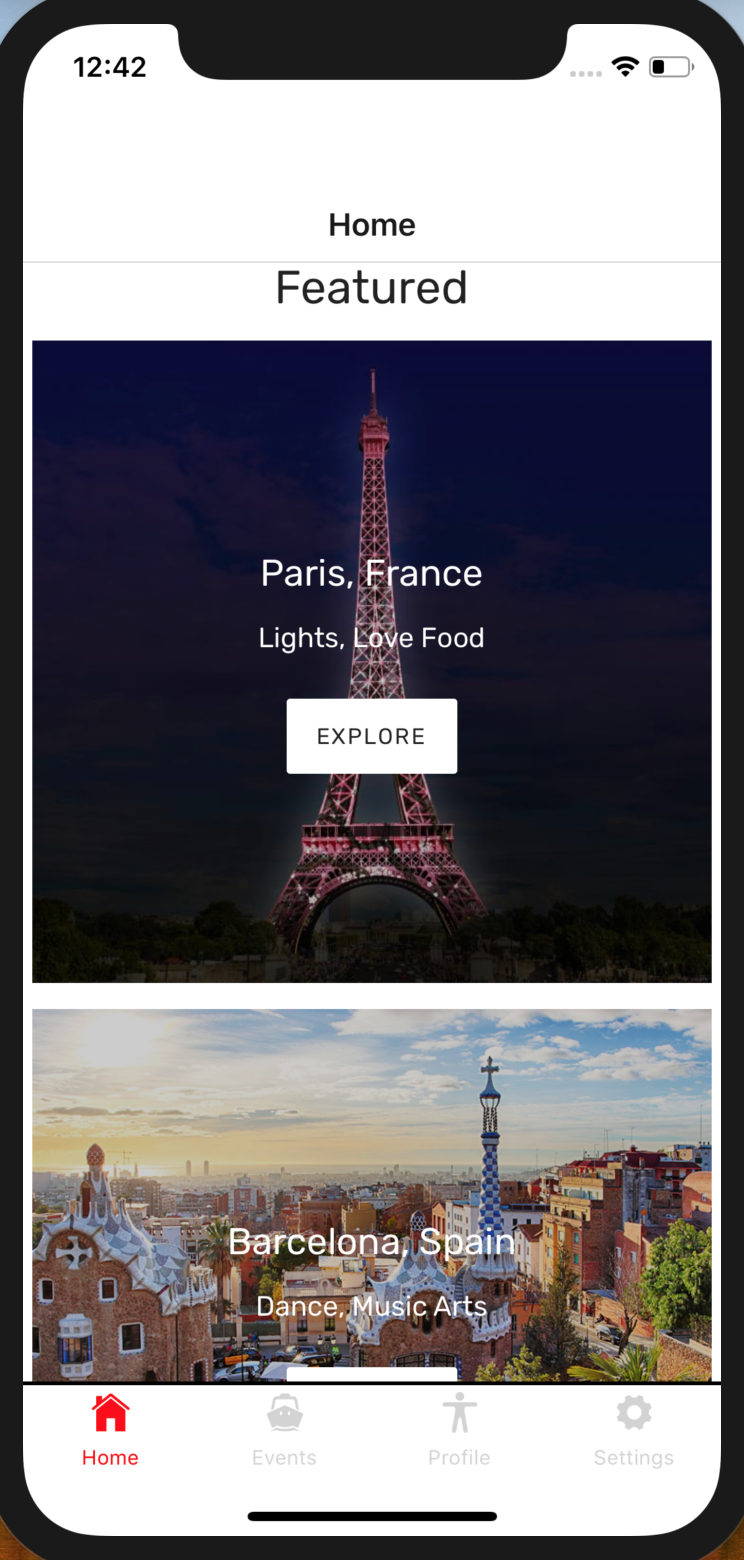 12:42
Home
Featured
Paris, France
Lights, Love Food
EXPLORE
Barcelona, Spain
Dance, Music Arts
Home
Events
Profile
Settings